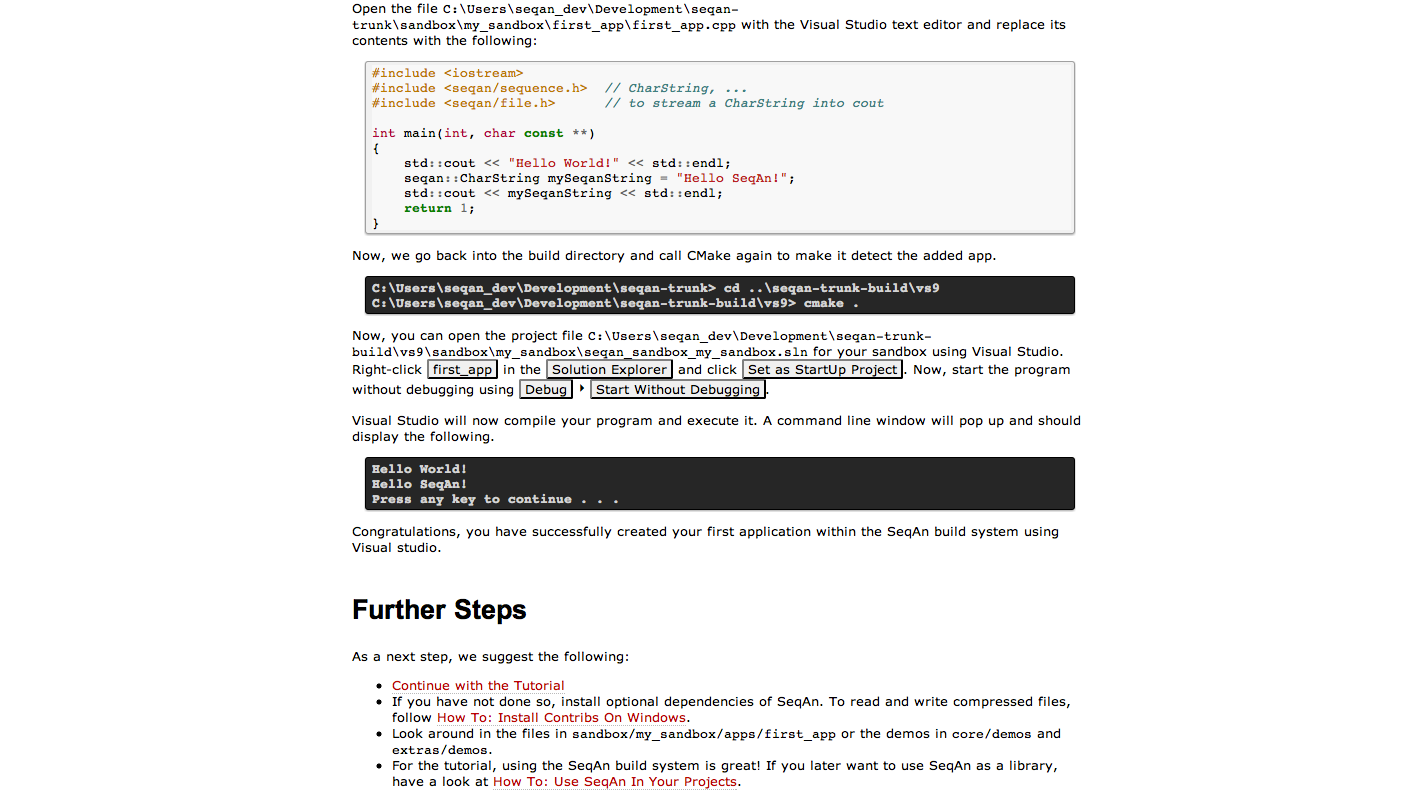 Open the file C:\Users\seqan_dev\Development\seqan-
trunk\sandbox\my_sandbox\first_app\first_app.cpp with the Visual Studio text editor and replace its
contents with the following:
#include <iostream>
#include <seqan/sequence.h>  // CharString, ...
#include <seqan/file.h>      // to stream a CharString into cout
int main(int, char const **)
{
    std::cout << "Hello World!" << std::endl;
    seqan::CharString mySeqanString = "Hello SeqAn!";
    std::cout << mySeqanString << std::endl;
    return 1;
}
Now, we go back into the build directory and call CMake again to make it detect the added app.
C:\Users\seqan_dev\Development\seqan-trunk> cd ..\seqan-trunk-build\vs9
C:\Users\seqan_dev\Development\seqan-trunk-build\vs9> cmake .
Now, you can open the project file C:\Users\seqan_dev\Development\seqan-trunk-
build\vs9\sandbox\my_sandbox\seqan_sandbox_my_sandbox.sln for your sandbox using Visual Studio.
Right-click first_app in the Solution Explorer and click Set as StartUp Project. Now, start the program
without debugging using Debug ‣ Start Without Debugging.
Visual Studio will now compile your program and execute it. A command line window will pop up and should
display the following.
Hello World!
Hello SeqAn!
Press any key to continue . . .
Congratulations, you have successfully created your first application within the SeqAn build system using
Visual studio.
Further Steps
As a next step, we suggest the following:
• Continue with the Tutorial
• If you have not done so, install optional dependencies of SeqAn. To read and write compressed files,
follow How To: Install Contribs On Windows.
• Look around in the files in sandbox/my_sandbox/apps/first_app or the demos in core/demos and
extras/demos.
• For the tutorial, using the SeqAn build system is great! If you later want to use SeqAn as a library,
have a look at How To: Use SeqAn In Your Projects.